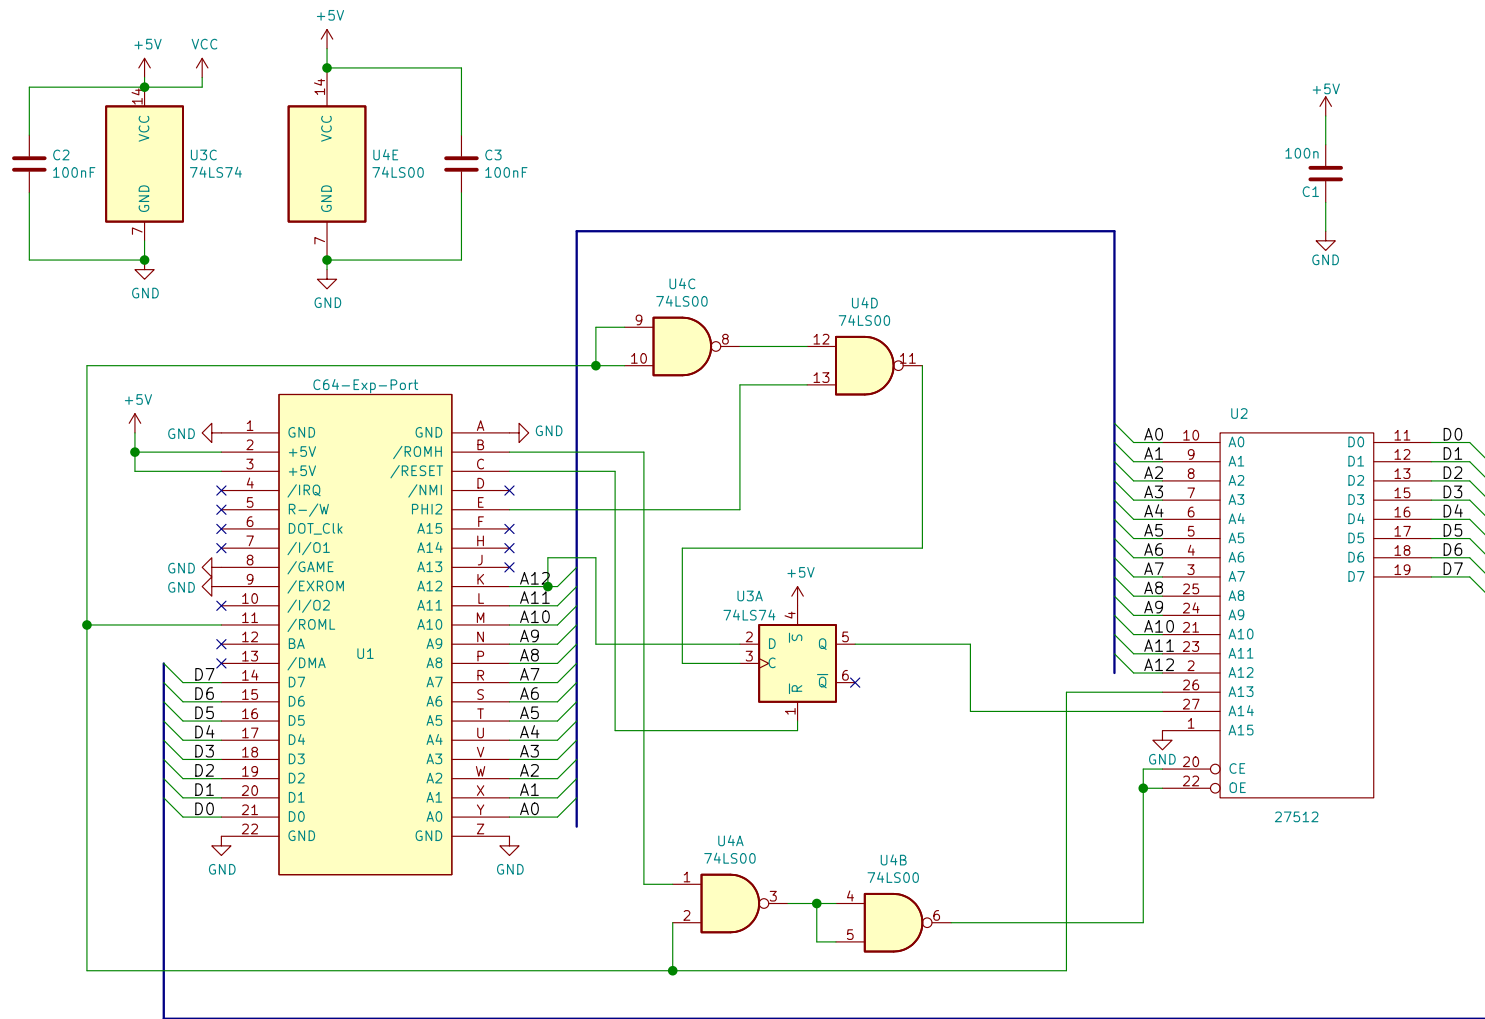 +5V
VCC
14
VCC
GND
7
U3C
74LS74
C2
100nF
GND
+5V
14
VCC
GND
7
U4E
74LS00
C3
100nF
GND
+5V
100n
C1
GND
U4C
74LS00
9
10
8
U4D
74LS00
12
13
11
C64-Exp-Port
+5V
GND 1 GND GND A GND
2 +5V /ROMH B
3 +5V /RESET C
4 /IRQ /NMI D
5 R-/W PHI2 E
6 DOT_Clk A15 F
7 /I/O1 A14 H
GND 8 /GAME A13 J
GND 9 /EXROM A12 K A12
10 /I/O2 A11 L A11
11 /ROML A10 M A10
12 BA A9 N A9
U1
13 /DMA A8 P A8
D7 14 D7 A7 R A7
D6 15 D6 A6 S A6
D5 16 D5 A5 T A5
D4 17 D4 A4 U A4
D3 18 D3 A3 V A3
D2 19 D2 A2 W A2
D1 20 D1 A1 X A1
D0 21 D0 A0 Y A0
22 GND GND Z
GND
GND
+5V
U3A
74LS74
4
2 D S Q 5
3 C
R Q 6
1
U2
A0 10 A0 D0 11 D0
A1 9 A1 D1 12 D1
A2 8 A2 D2 13 D2
A3 7 A3 D3 15 D3
A4 6 A4 D4 16 D4
A5 5 A5 D5 17 D5
A6 4 A6 D6 18 D6
A7 3 A7 D7 19 D7
A8 25 A8
A9 24 A9
A10 21 A10
A11 23 A11
A12 2 A12
26 A13
27 A14
1 A15
GND
20 CE
22 OE
27512
U4A
74LS00
1
2
3
U4B
74LS00
4
5
6